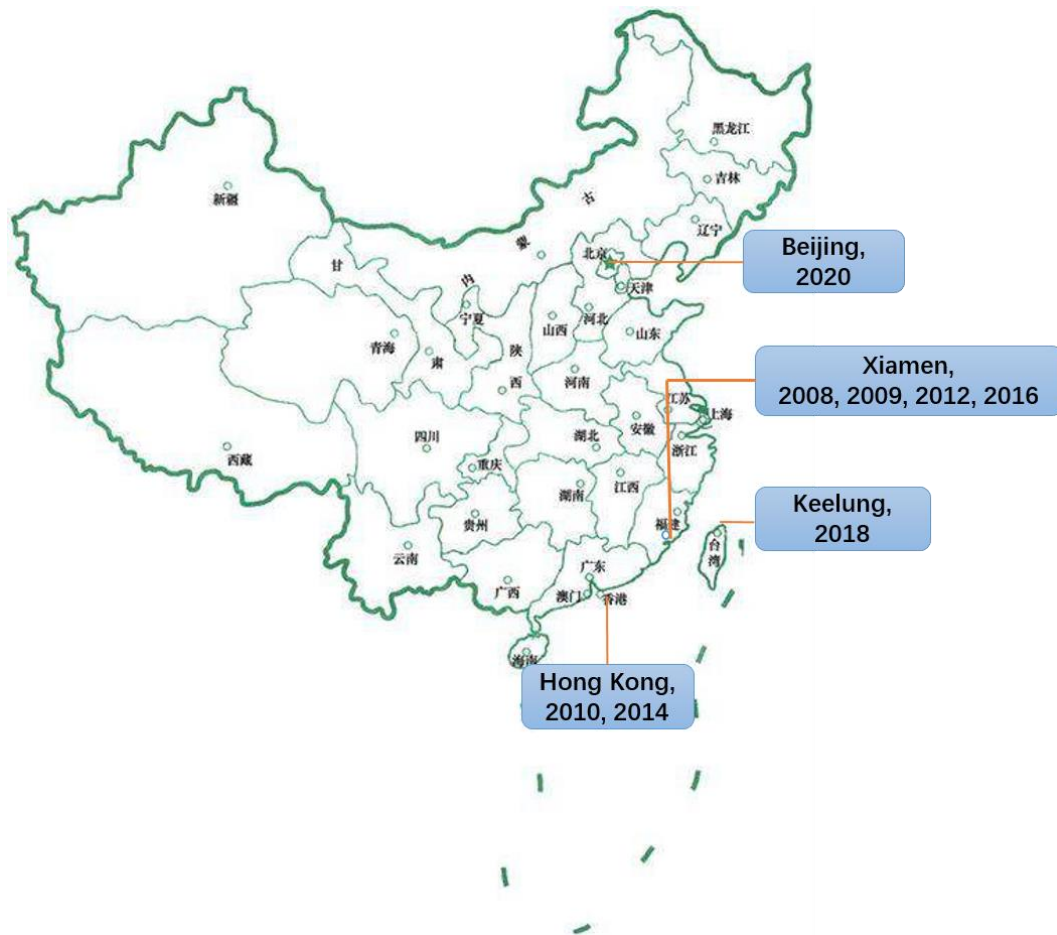 黑龙江
吉林
辽宁
新疆
古
蒙
内
北京
天津
甘
宁夏
河北
山西
山东
青海
肃
陕
西
河南
江苏
安徽
上海
四川
湖北
浙江
西藏
重庆
湖南
江西
贵州
福建
云南
台
湾
广东
广西
澳门
香港
海南
Beijing,
2020
Xiamen,
2008, 2009, 2012, 2016
Keelung,
2018
Hong Kong,
2010, 2014